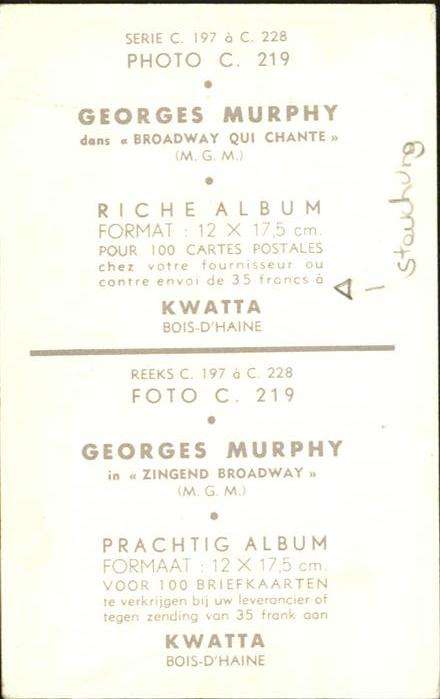 SERIE C. 197 à C. 228
PHOTO C. 219
•
GEORGES MURPHY
dans « BROADWAY QUI CHANTE »
(M. G. M.)
•
RICHE ALBUM
FORMAT : 12 X 17,5 cm.
POUR 100 CARTES POSTALES
chez votre fournisseur ou
contre envoi de 35 francs à
KWATTA
BOIS-D'HAINE
Stauchung
REEKS C. 197 à C. 228
FOTO C. 219
•
GEORGES MURPHY
in « ZINGEND BROADWAY »
(M. G. M.)
•
PRACHTIG ALBUM
FORMAAT : 12 X 17,5 cm.
VOOR 100 BRIEFKAARTEN
te verkrijgen bij uw leverancier of
tegen zending van 35 frank aan
KWATTA
BOIS-D'HAINE